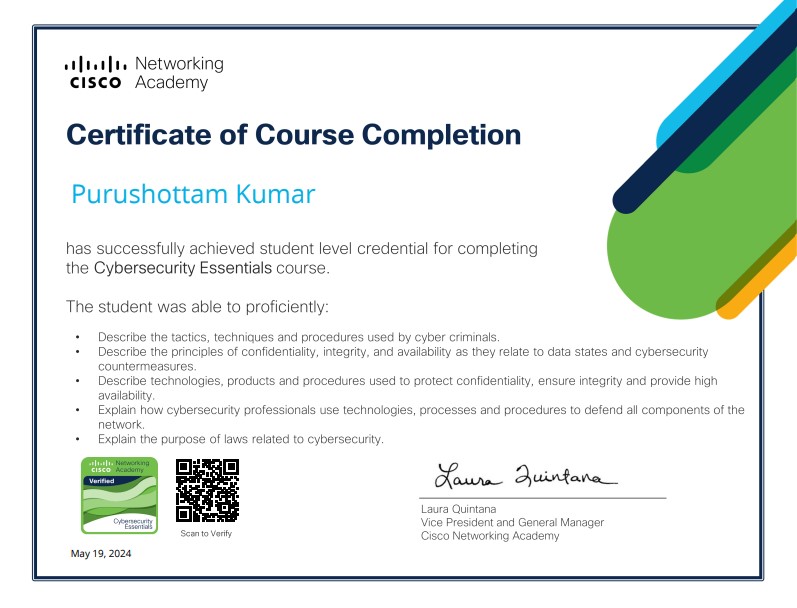 CISCO
Networking
Academy
Certificate of Course Completion
Purushottam Kumar
has successfully achieved student level credential for completing
the Cybersecurity Essentials course.
The student was able to proficiently:
• Describe the tactics, techniques and procedures used by cyber criminals.
• Describe the principles of confidentiality, integrity, and availability as they relate to data states and cybersecurity
countermeasures.
• Describe technologies, products and procedures used to protect confidentiality, ensure integrity and provide high
availability.
• Explain how cybersecurity professionals use technologies, processes and procedures to defend all components of the
network.
• Explain the purpose of laws related to cybersecurity.
CISCO
Networking
Academy
Verified
Cybersecurity
Essentials
Scan to Verify
May 19, 2024
Laura Quintana
Laura Quintana
Vice President and General Manager
Cisco Networking Academy